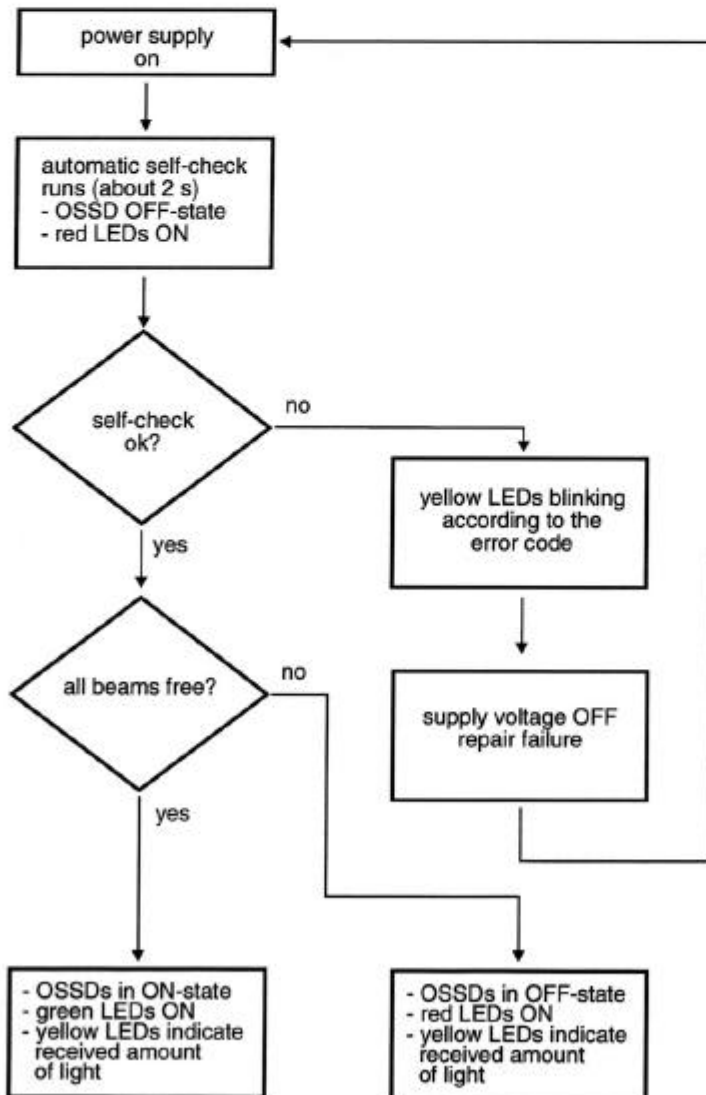 power supply
on
automatic self-check
runs (about 2 s)
- OSSD OFF-state
- red LEDs ON
self-check
ok?
no
yes
yellow LEDs blinking
according to the
error code
all beams free?
no
yes
supply voltage OFF
repair failure
- OSSDs in ON-state
- green LEDs ON
- yellow LEDs indicate
received amount
of light
- OSSDs in OFF-state
- red LEDs ON
- yellow LEDs indicate
received amount
of light